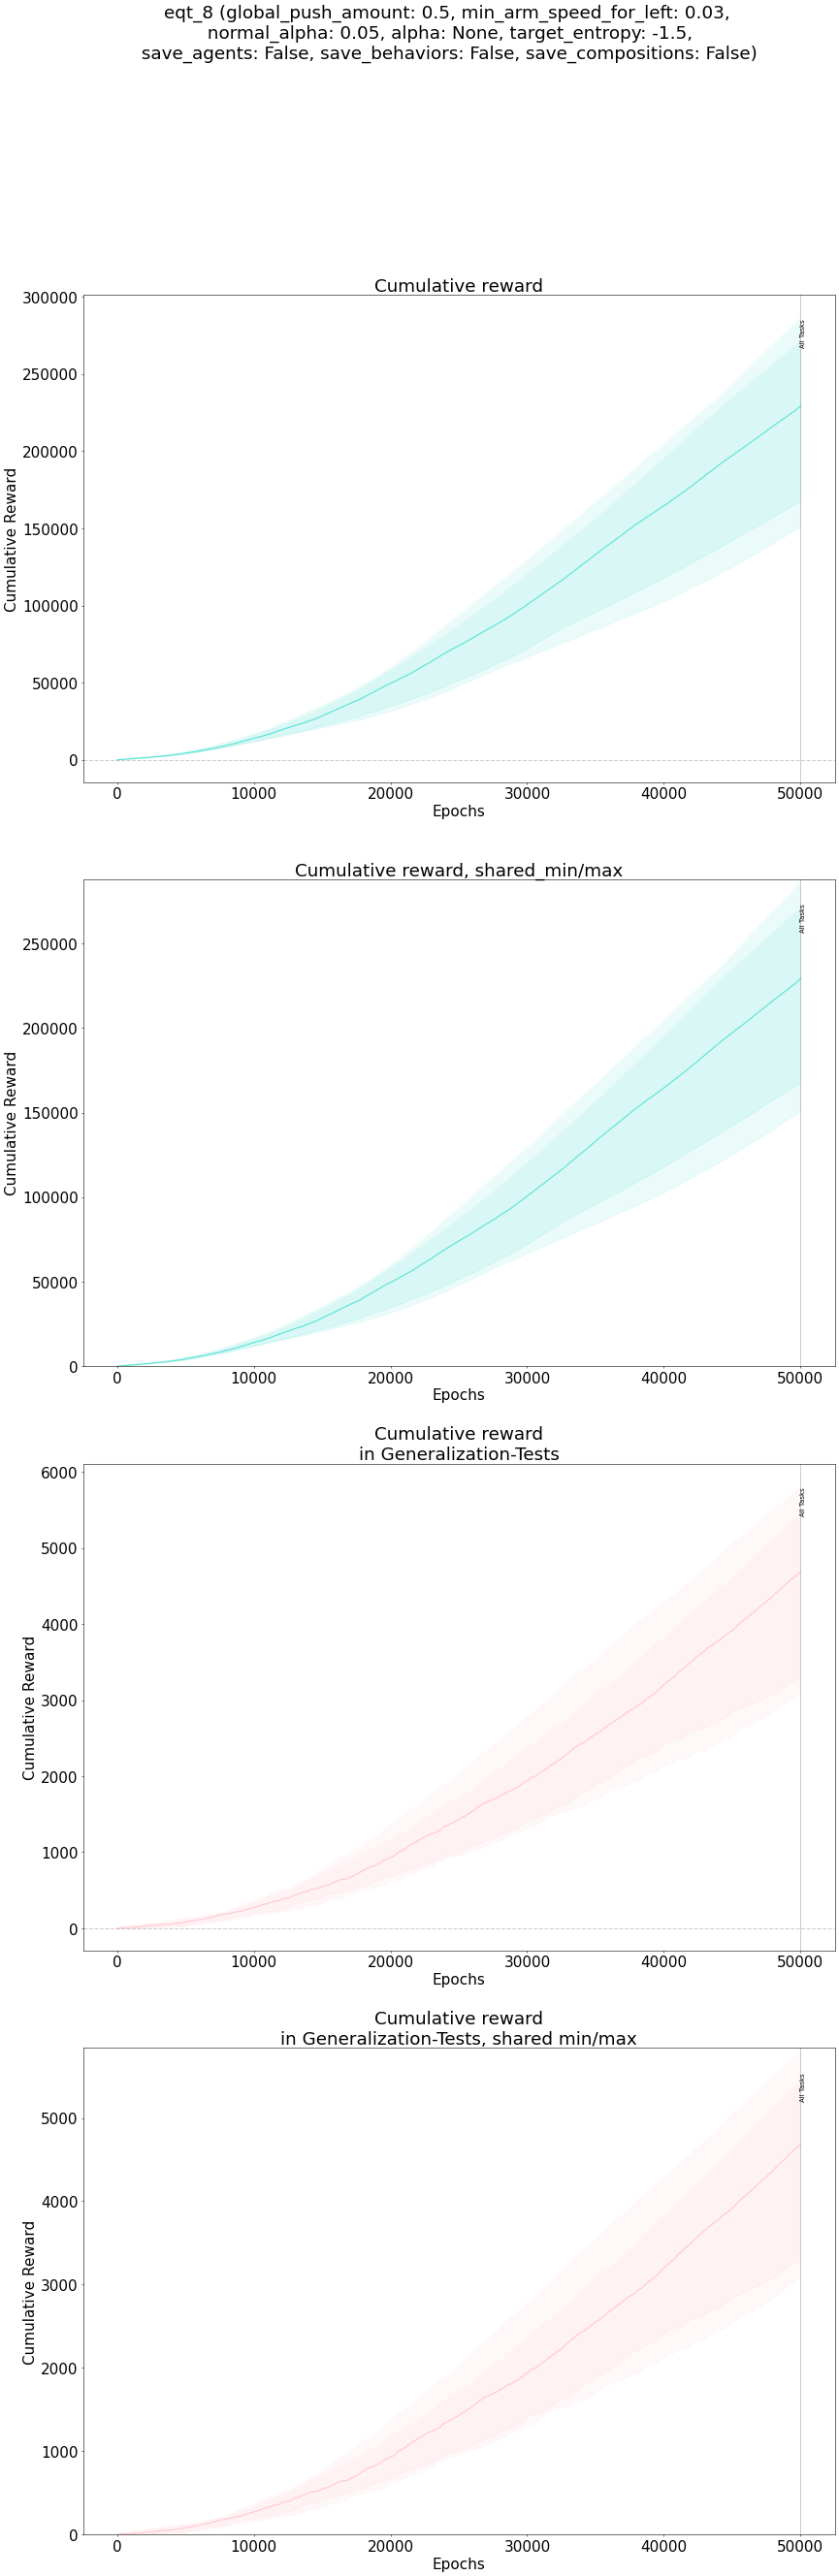 eqt_8 (global_push_amount: 0.5, min_arm_speed_for_left: 0.03,
normal_alpha: 0.05, alpha: None, target_entropy: -1.5,
save_agents: False, save_behaviors: False, save_compositions: False)
Cumulative reward
300000
250000
200000
150000
100000
50000
0
Cumulative Reward
All Tasks
0 10000 20000 30000 40000 50000
Epochs
Cumulative reward, shared_min/max
250000
200000
150000
100000
50000
0
Cumulative Reward
All Tasks
0 10000 20000 30000 40000 50000
Epochs
Cumulative reward
in Generalization-Tests
6000
5000
4000
3000
2000
1000
0
Cumulative Reward
All Tasks
0 10000 20000 30000 40000 50000
Epochs
Cumulative reward
in Generalization-Tests, shared min/max
5000
4000
3000
2000
1000
0
Cumulative Reward
All Tasks
0 10000 20000 30000 40000 50000
Epochs